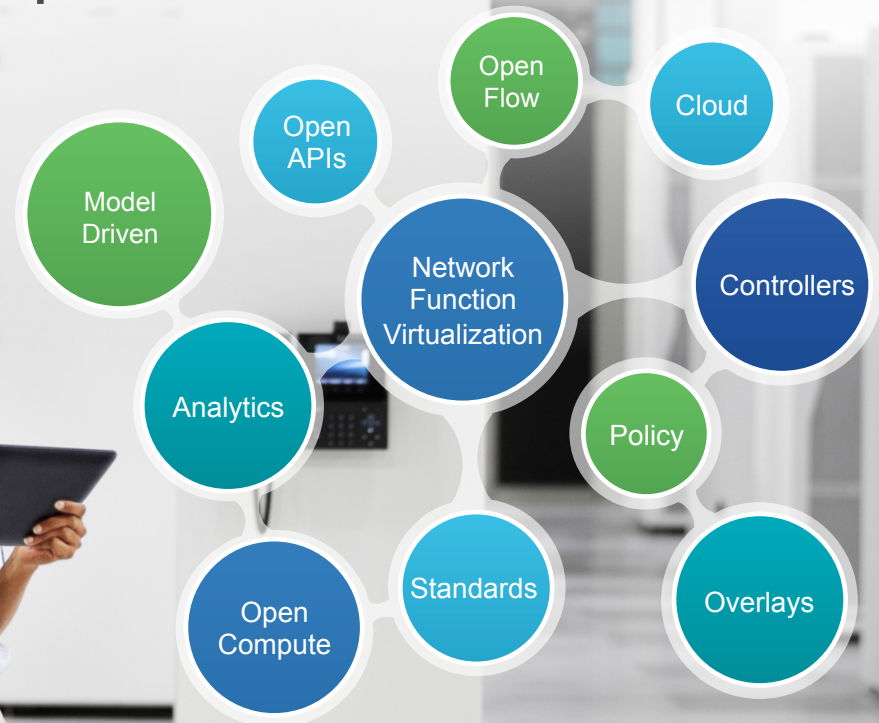 Open
Flow
Cloud
Open
APIs
Model
Driven
Network
Function
Virtualization
Controllers
Analytics
Policy
Standards
Overlays
Open
Compute